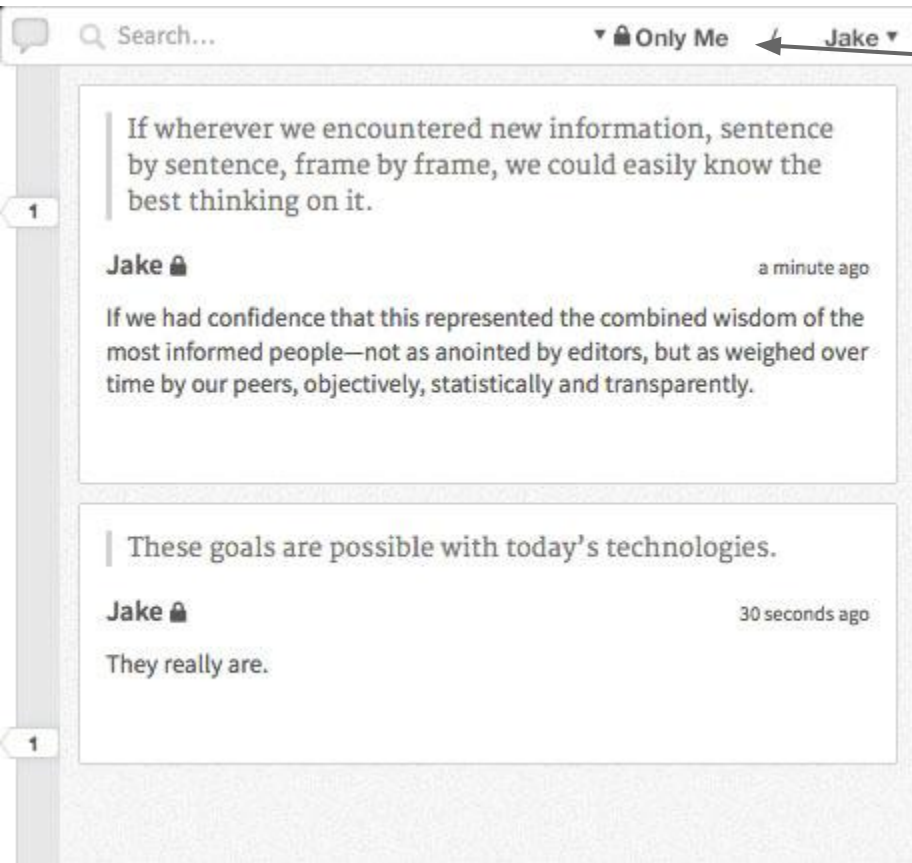 Search... ▾ Only Me / Jake ▾
If wherever we encountered new information, sentence
by sentence, frame by frame, we could easily know the
best thinking on it.
1
Jake a minute ago
If we had confidence that this represented the combined wisdom of the
most informed people—not as anointed by editors, but as weighed over
time by our peers, objectively, statistically and transparently.
These goals are possible with today’s technologies.
Jake 30 seconds ago
They really are.
1